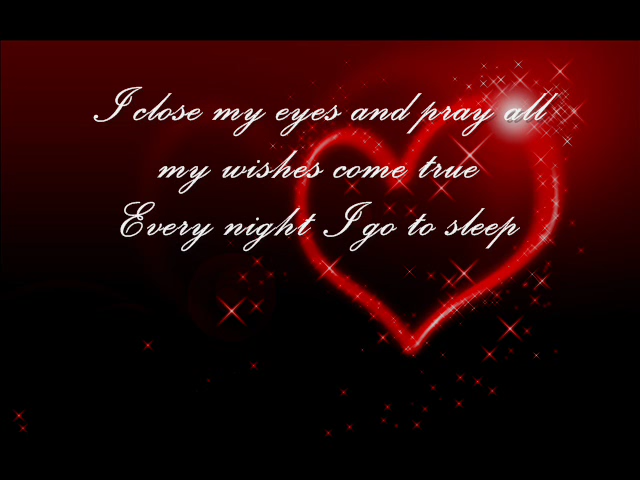 I close my eyes and pray all
my wishes come true
Every night I go to sleep